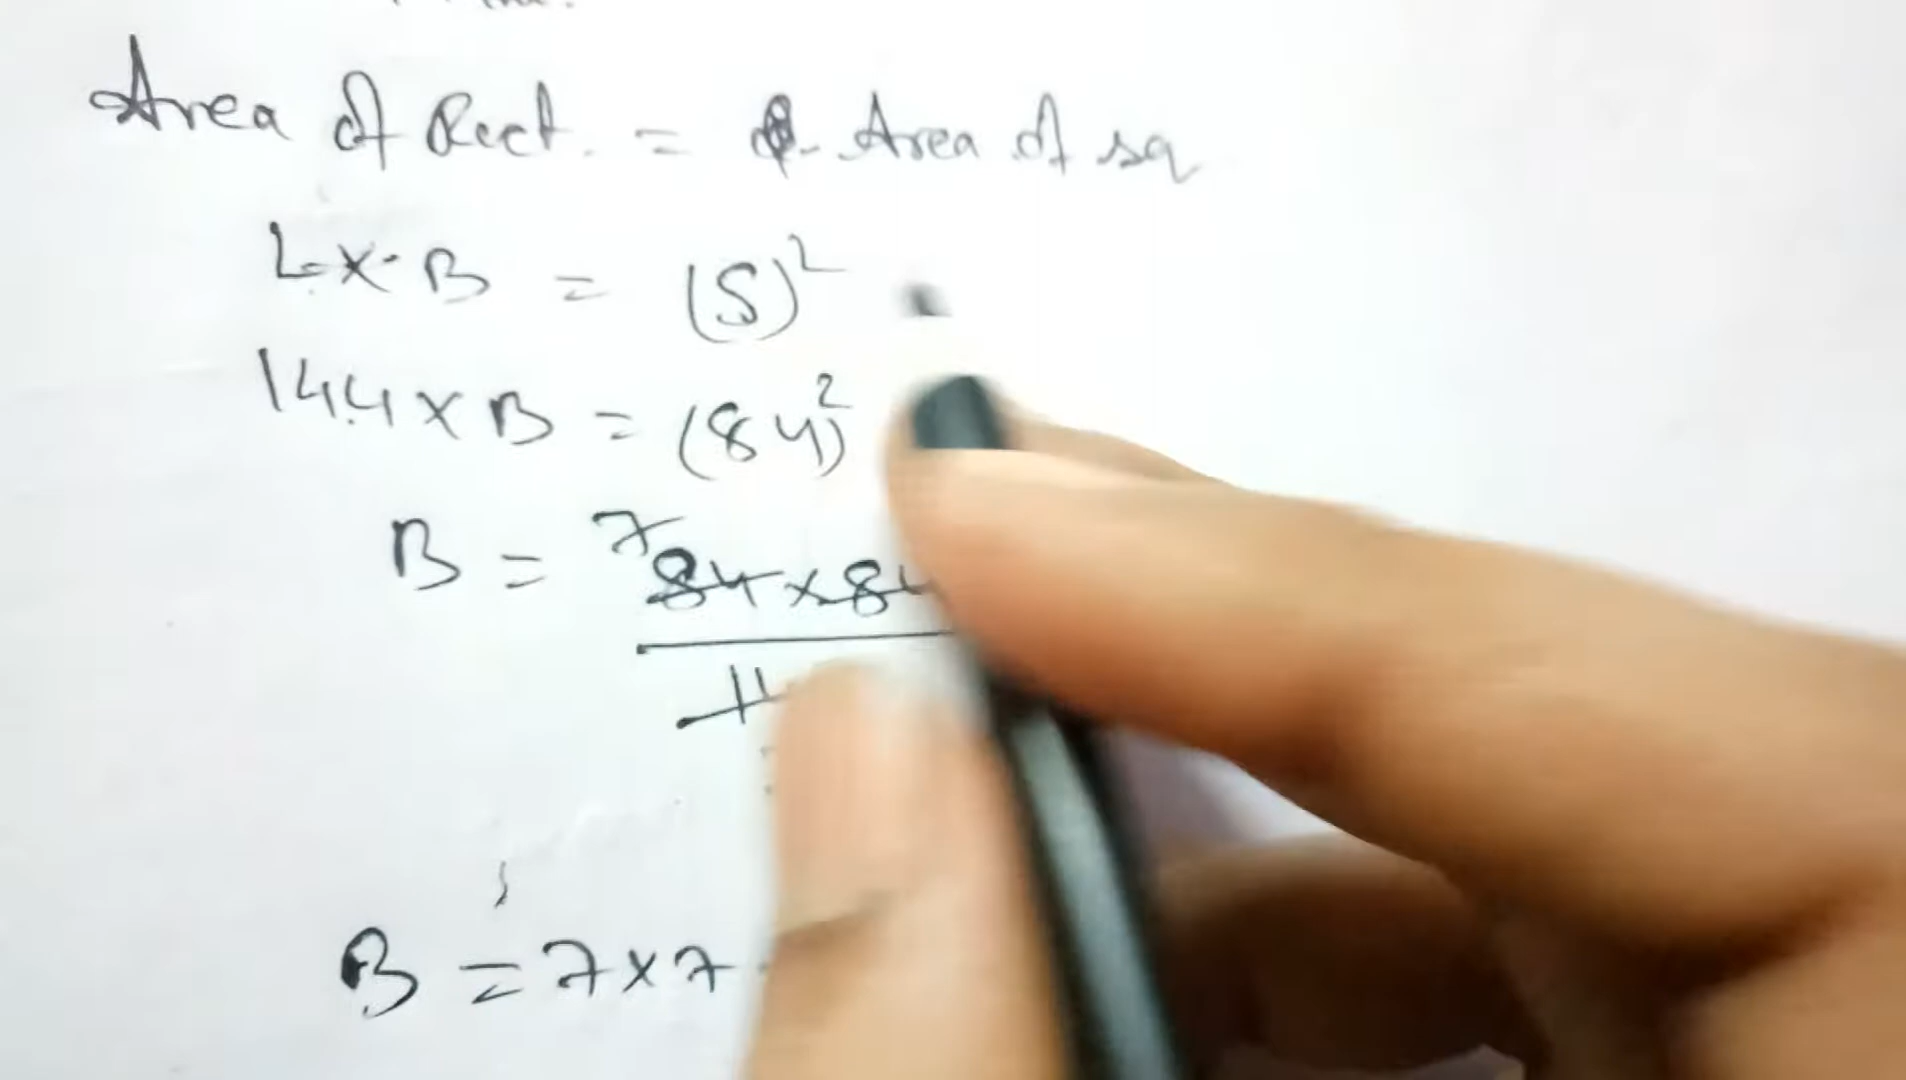 Area of Rect. = Area of sq
L × B = (S)²
144 × B = (84)²
B = 7 84 × 84
B = 7 × 7